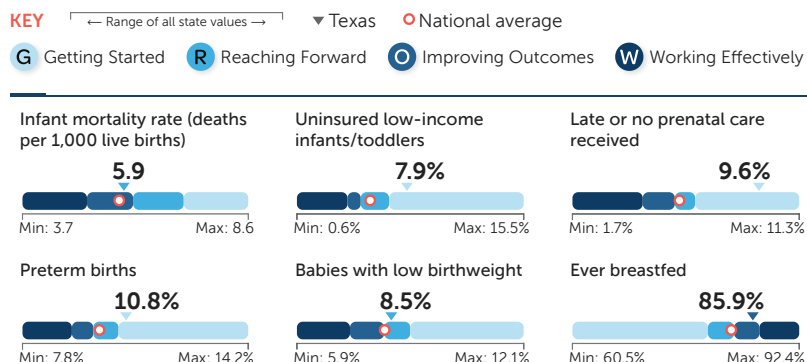 KEY
← Range of all state values →
Texas
National average
G Getting Started
R Reaching Forward
O Improving Outcomes
W Working Effectively
Infant mortality rate (deaths
per 1,000 live births)
5.9
Min: 3.7
Max: 8.6
Uninsured low-income
infants/toddlers
7.9%
Min: 0.6%
Max: 15.5%
Late or no prenatal care
received
9.6%
Min: 1.7%
Max: 11.3%
Preterm births
10.8%
Min: 7.8%
Max: 14.2%
Babies with low birthweight
8.5%
Min: 5.9%
Max: 12.1%
Ever breastfed
85.9%
Min: 60.5%
Max: 92.4%